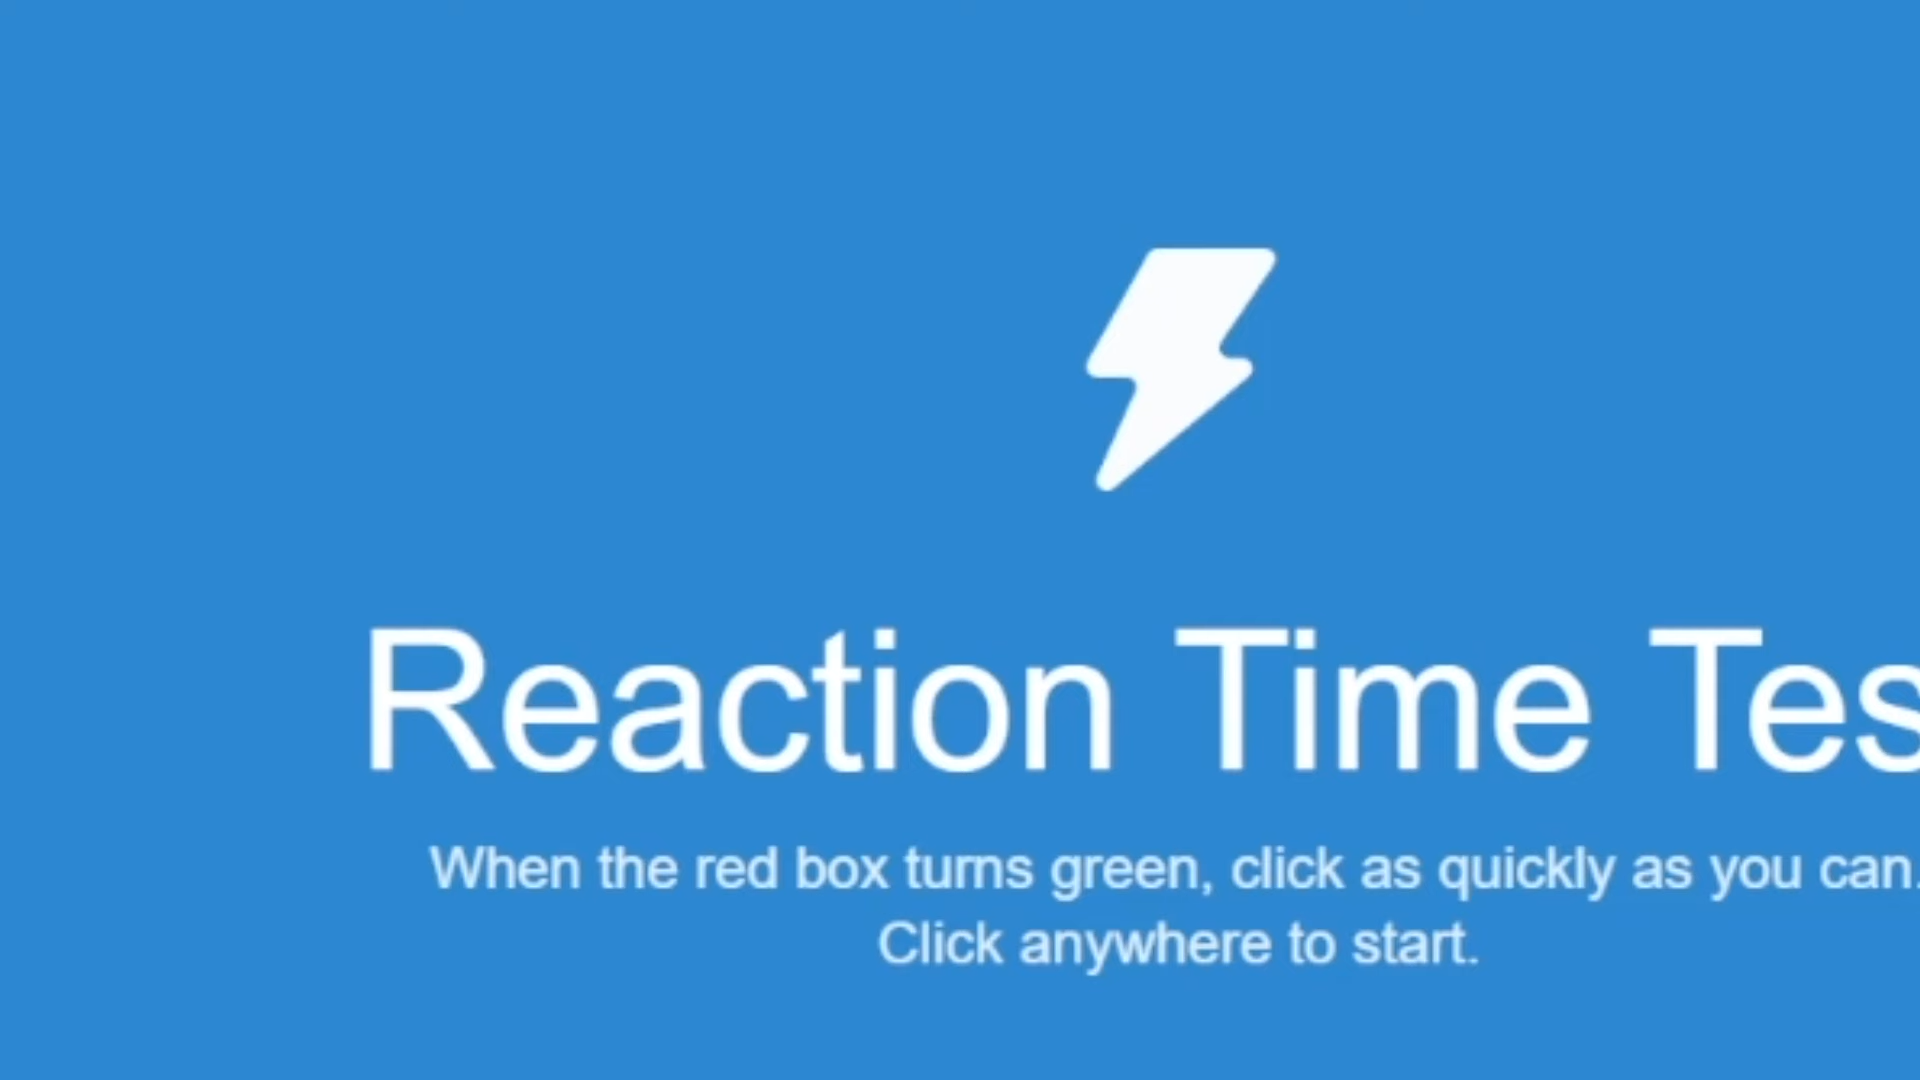 Reaction Time Tes
When the red box turns green, click as quickly as you can.
Click anywhere to start.